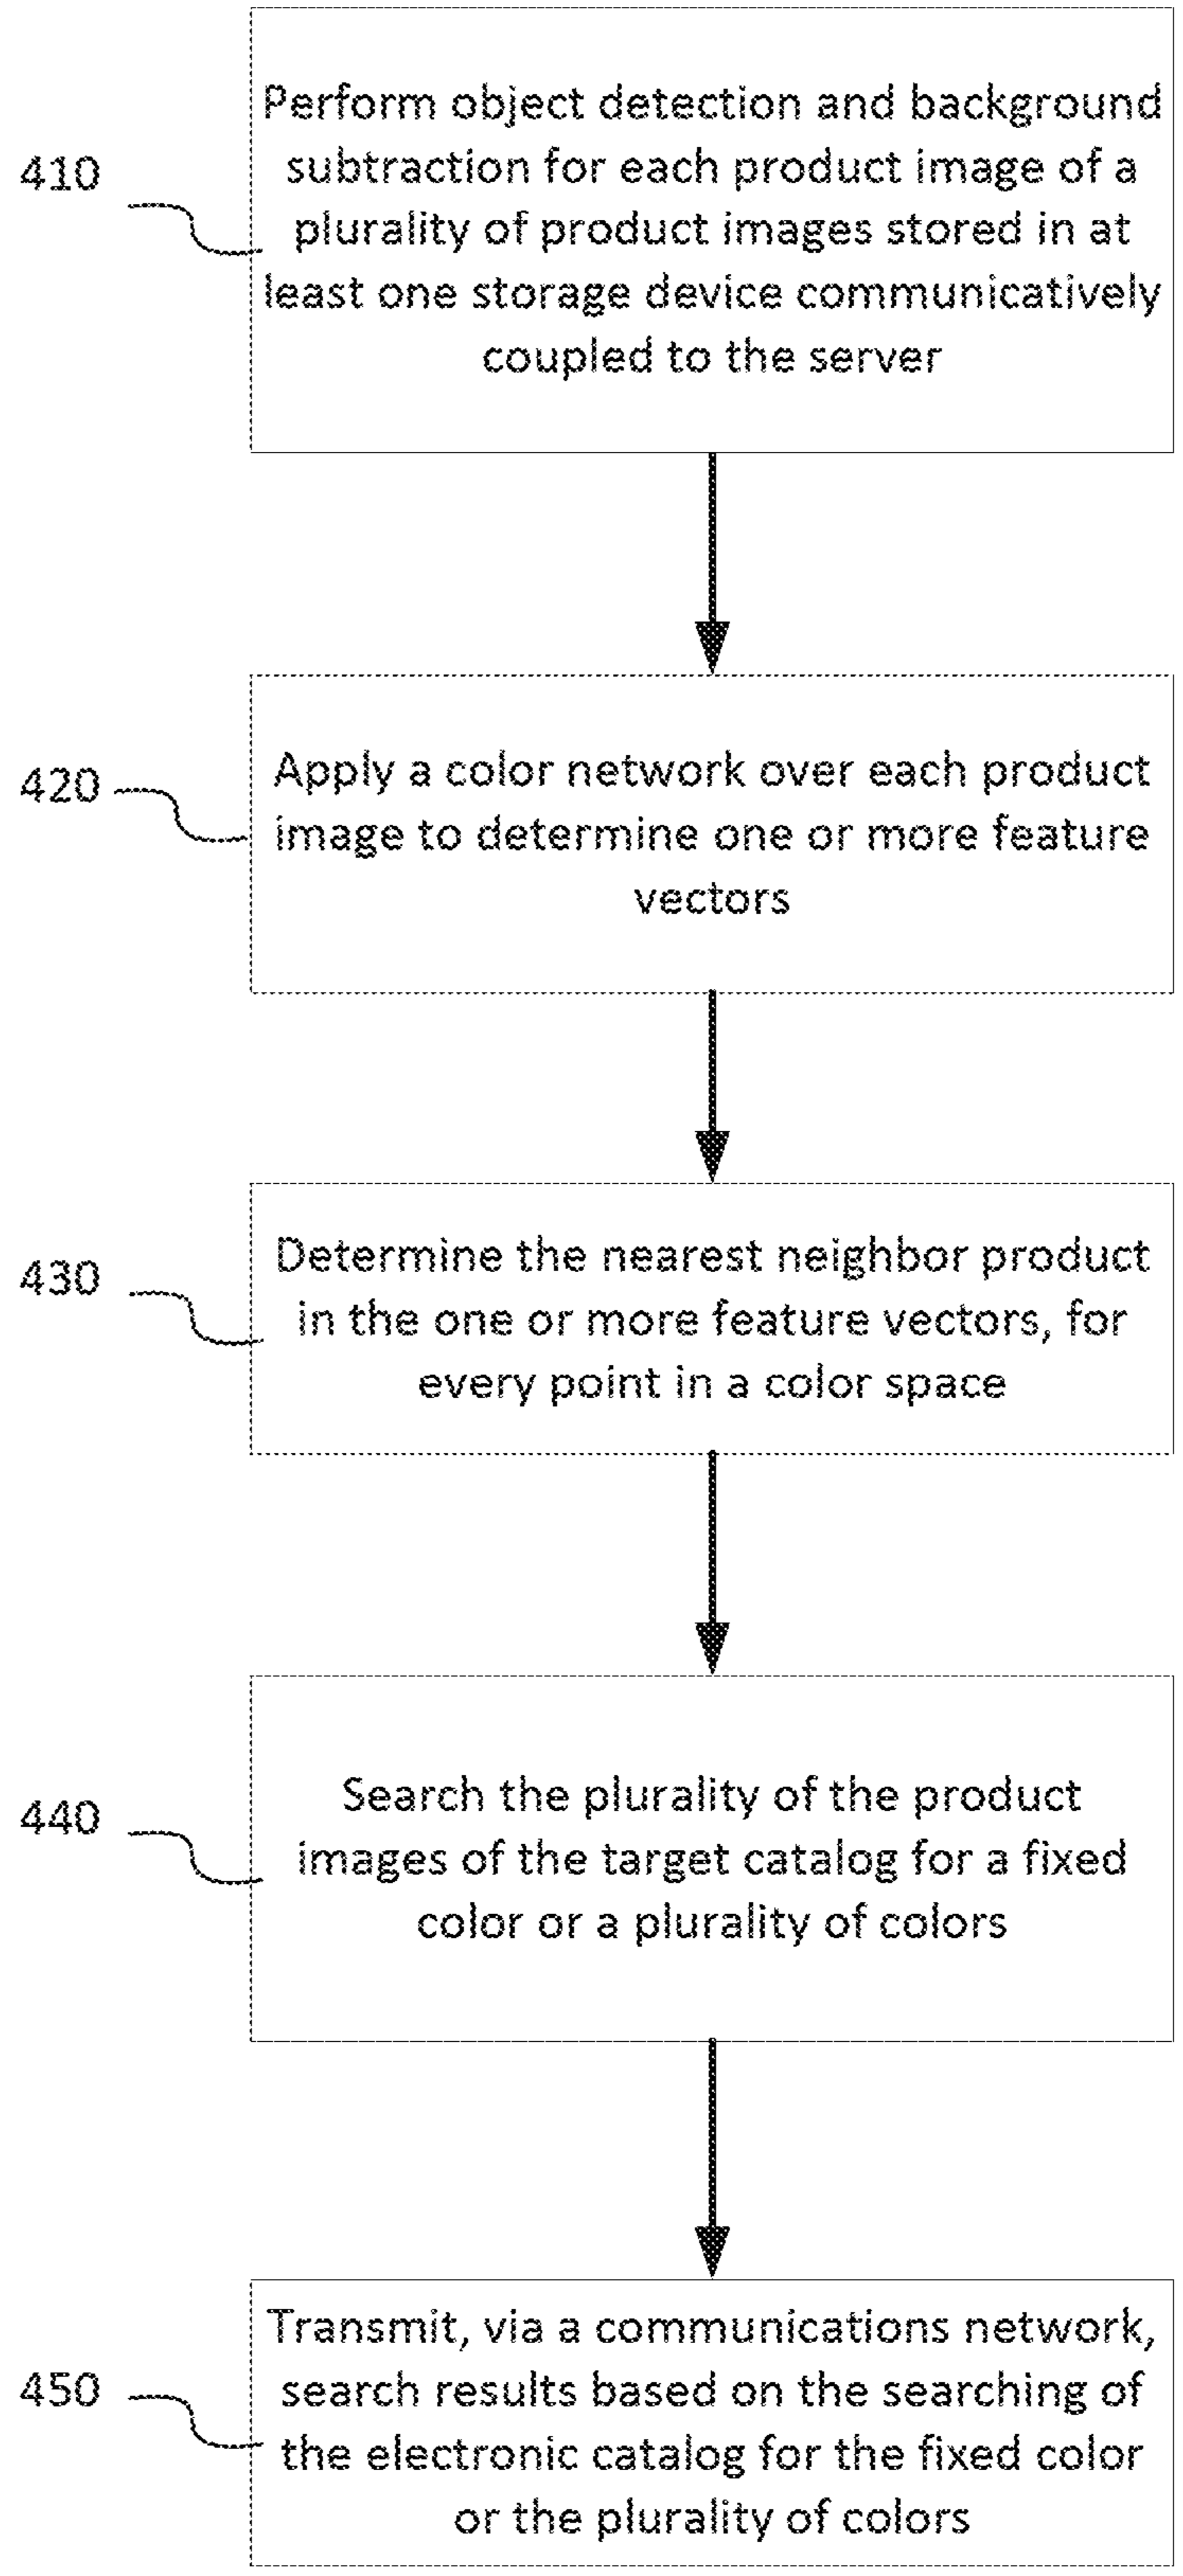 Perform object detection and background
410
subtraction for each product image of a
plurality of product images stored in at
least one storage device communicatively
coupled to the server
420
Apply a color network over each product
image to determine one or more feature
vectors
430
Determine the nearest neighbor product
in the one or more feature vectors, for
every point in a color space
440
Search the plurality of the product
images of the target catalog for a fixed
color or a plurality of colors
450
Transmit, via a communications network,
search results based on the searching of
the electronic catalog for the fixed color
or the plurality of colors